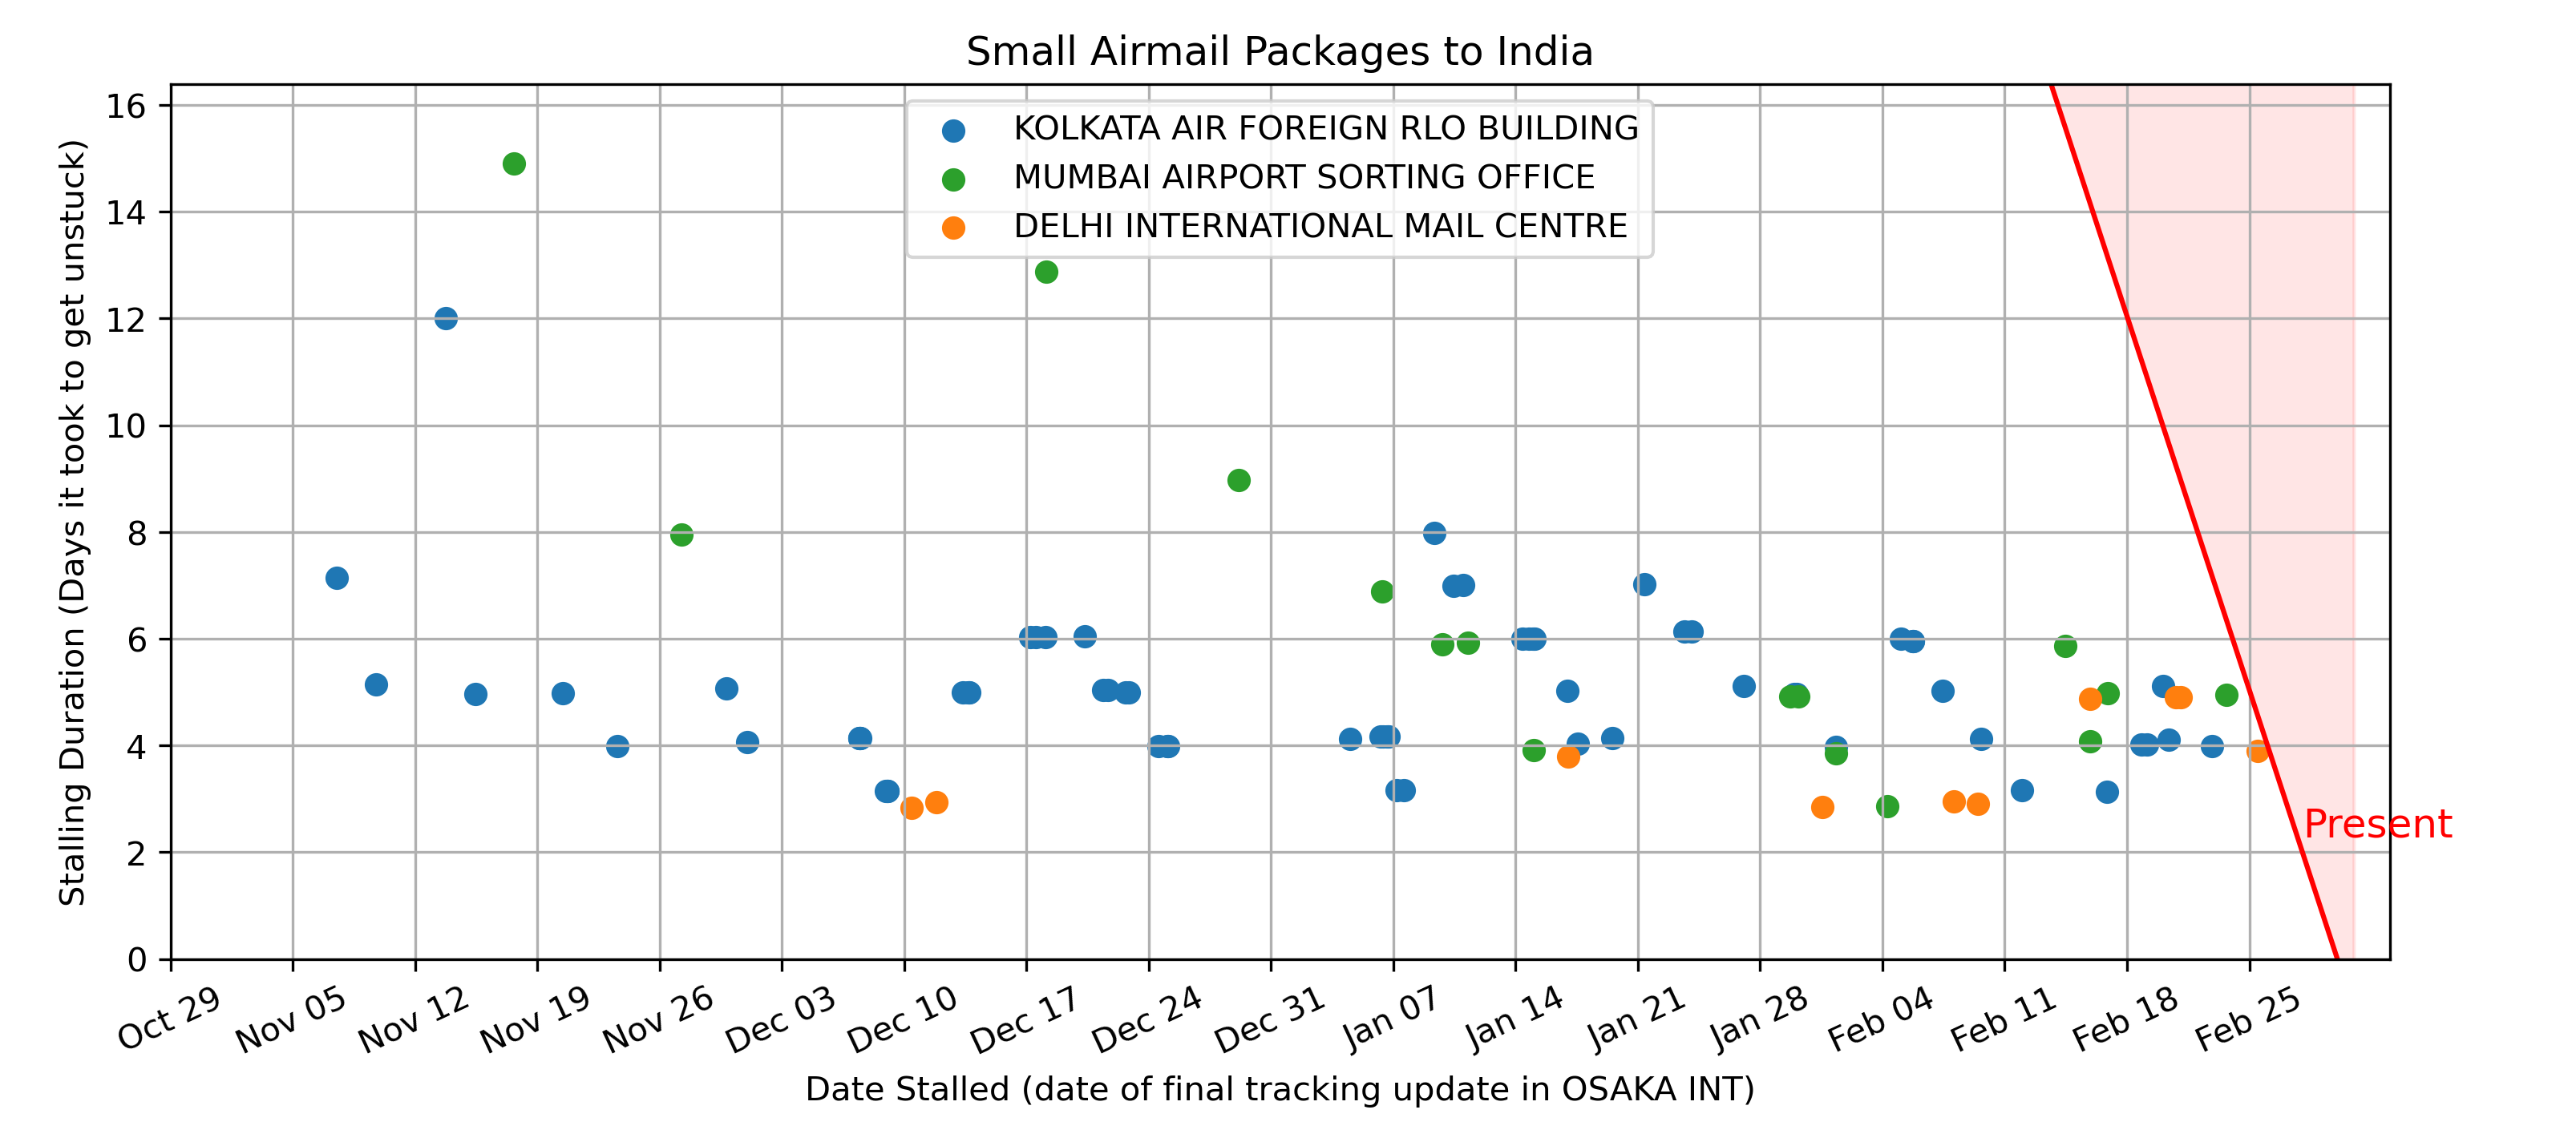 Small Airmail Packages to India
KOLKATA AIR FOREIGN RLO BUILDING
MUMBAI AIRPORT SORTING OFFICE
DELHI INTERNATIONAL MAIL CENTRE
Stalling Duration (Days it took to get unstuck)
16
14
12
10
8
6
4
2
0
Present
Oct 29 Nov 05 Nov 12 Nov 19 Nov 26 Dec 03 Dec 10 Dec 17 Dec 24 Dec 31 Jan 07 Jan 14 Jan 21 Jan 28 Feb 04 Feb 11 Feb 18 Feb 25
Date Stalled (date of final tracking update in OSAKA INT)